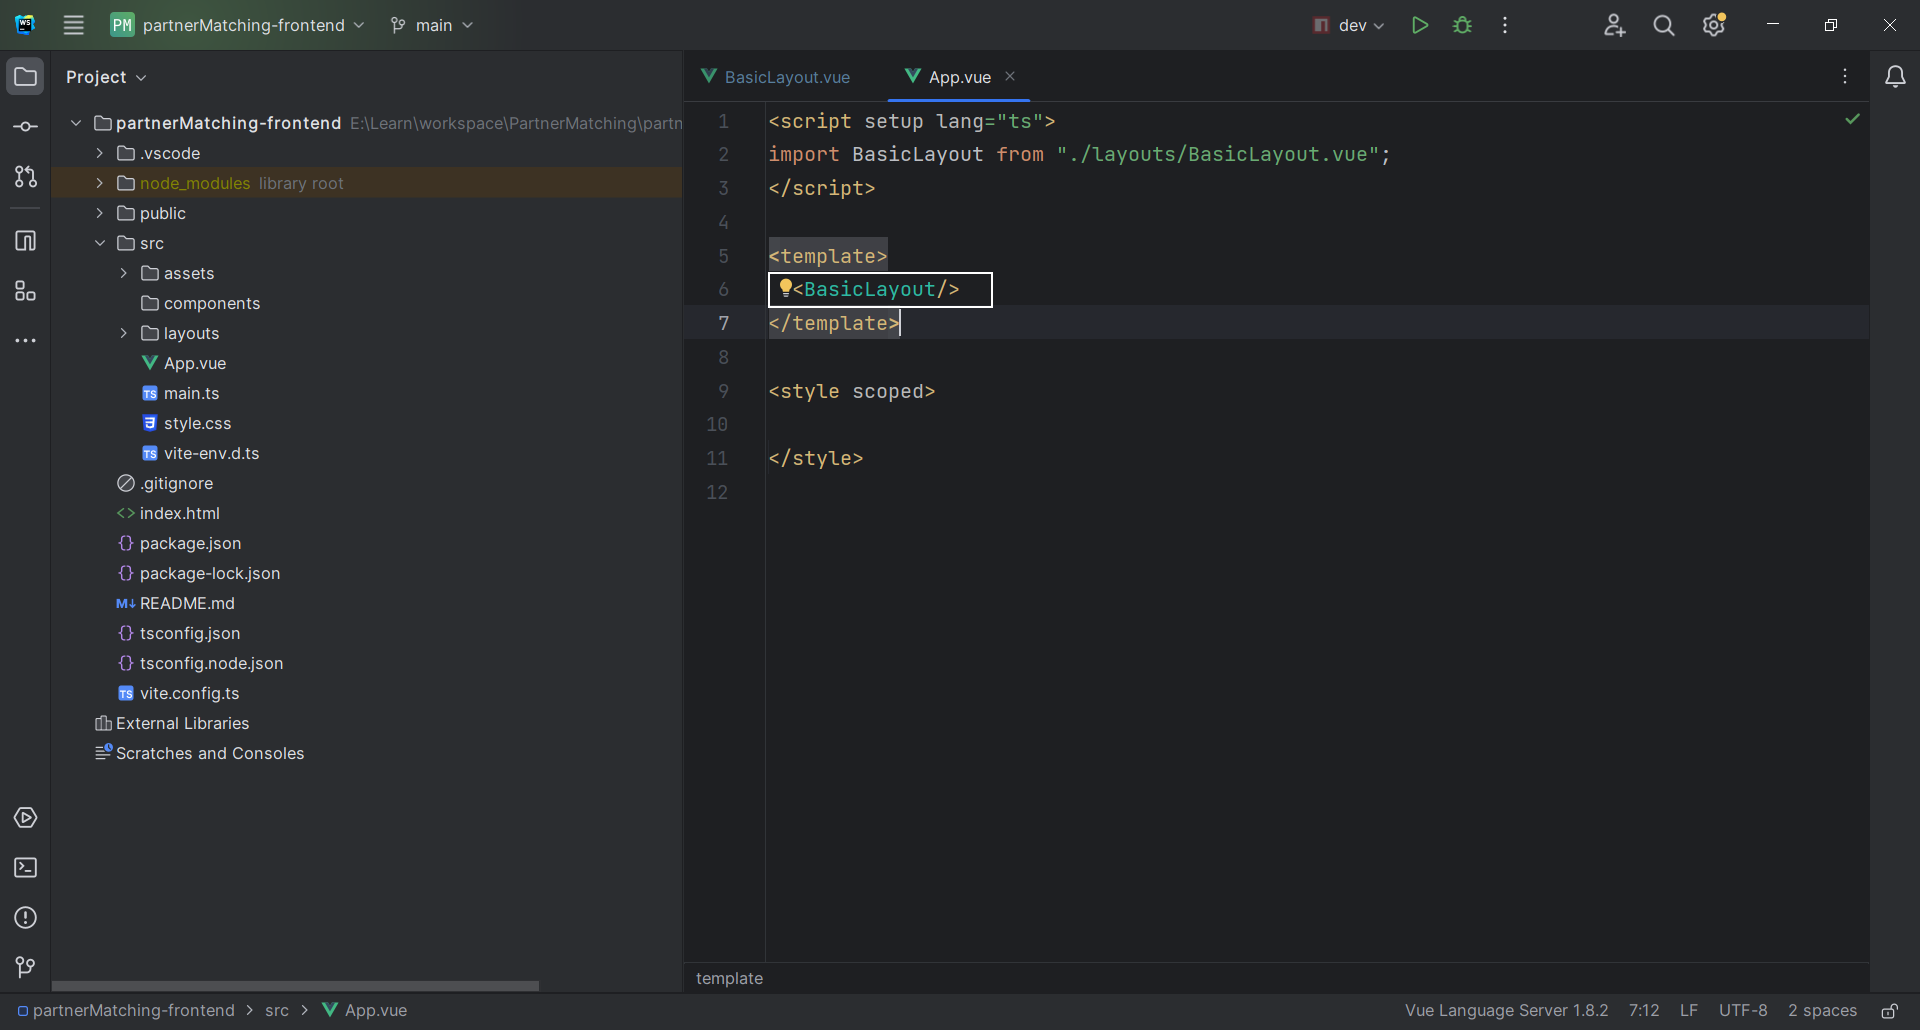 WS
PM partnerMatching-frontend
main
dev
Project
partnerMatching-frontend E:\Learn\workspace\PartnerMatching\partn
.vscode
node_modules library root
public
src
assets
components
layouts
App.vue
TS main.ts
style.css
TS vite-env.d.ts
.gitignore
<> index.html
{} package.json
{} package-lock.json
M↓ README.md
{} tsconfig.json
{} tsconfig.node.json
TS vite.config.ts
External Libraries
Scratches and Consoles
BasicLayout.vue
App.vue
1 <script setup lang="ts">
2 import BasicLayout from "./layouts/BasicLayout.vue";
3 </script>
4
5 <template>
6 <BasicLayout/>
7 </template>
8
9 <style scoped>
10
11 </style>
12
template
partnerMatching-frontend > src > App.vue
Vue Language Server 1.8.2 7:12 LF UTF-8 2 spaces